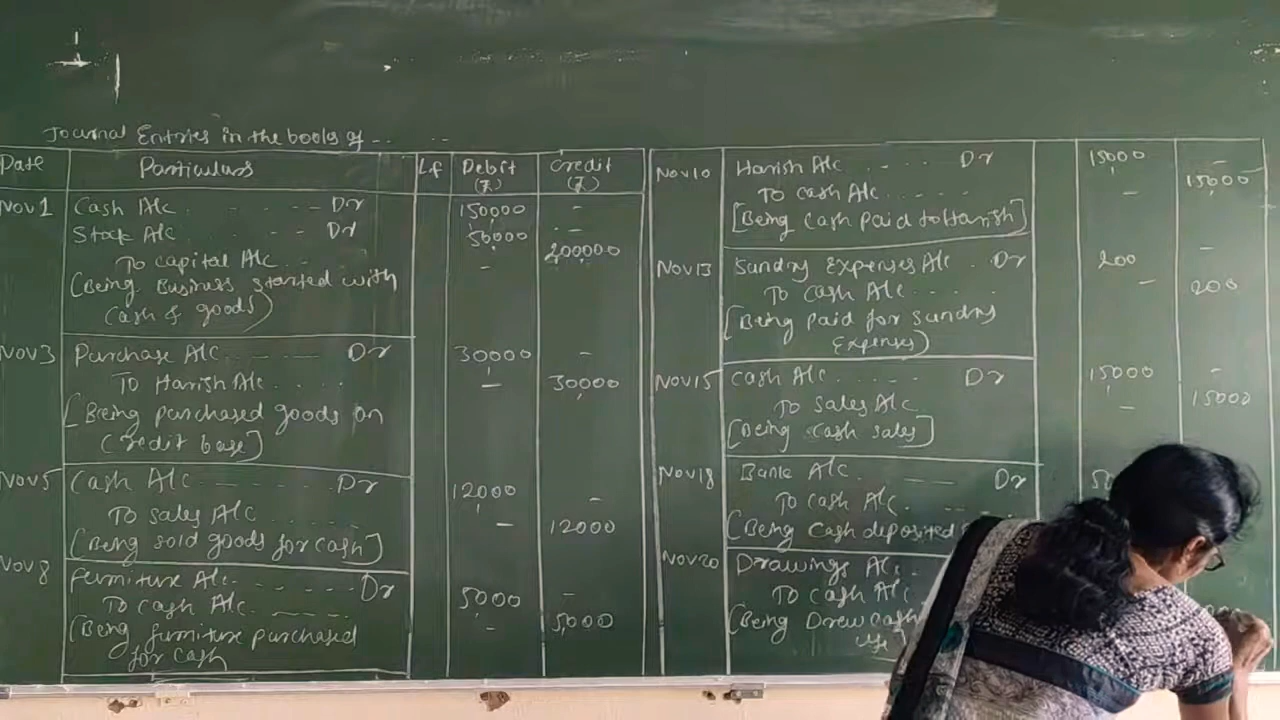 Journal Entries in the books of .. ..
Date Particulars Lf Debit (₹) Credit (₹)
Nov 1 Cash A/c . - - - - - Dr 150,000 -
Stock A/c . - - Dr 50000 - -
To capital A/c . . - 200000
(Being Business started with
Cash & goods)
Nov 3 Purchase A/c . . - - - Dr 30000 -
To Harish A/c . . . . . - 30000
[Being purchased goods on
Credit base]
Nov 5 Cash A/c . - - - - Dr 12000 -
To Sales A/c . . . . . - 12000
[Being sold goods for cash]
Nov 8 Furniture A/c . - - - - Dr 5000 -
To Cash A/c . - - - - 5,000
[Being furniture purchased
for cash
Nov 10 Harish A/c . . . . Dr 15000 -
To cash A/c . . . . . - 15,000
[Being Cash paid to Harish]
Nov 13 Sundry Expenses A/c . Dr 200 -
To Cash A/c . . . . . - 200
[Being paid for Sundry
Expenses)
Nov 15 Cash A/c . . . . . Dr 15000 -
To Sales A/c - 15000
[Being Cash sales]
Nov 18 Bank A/c . - - - Dr
To Cash A/c . . . .
[Being Cash deposited
Nov 20 Drawings A/c .
To Cash A/c . . .
[Being Drew cash